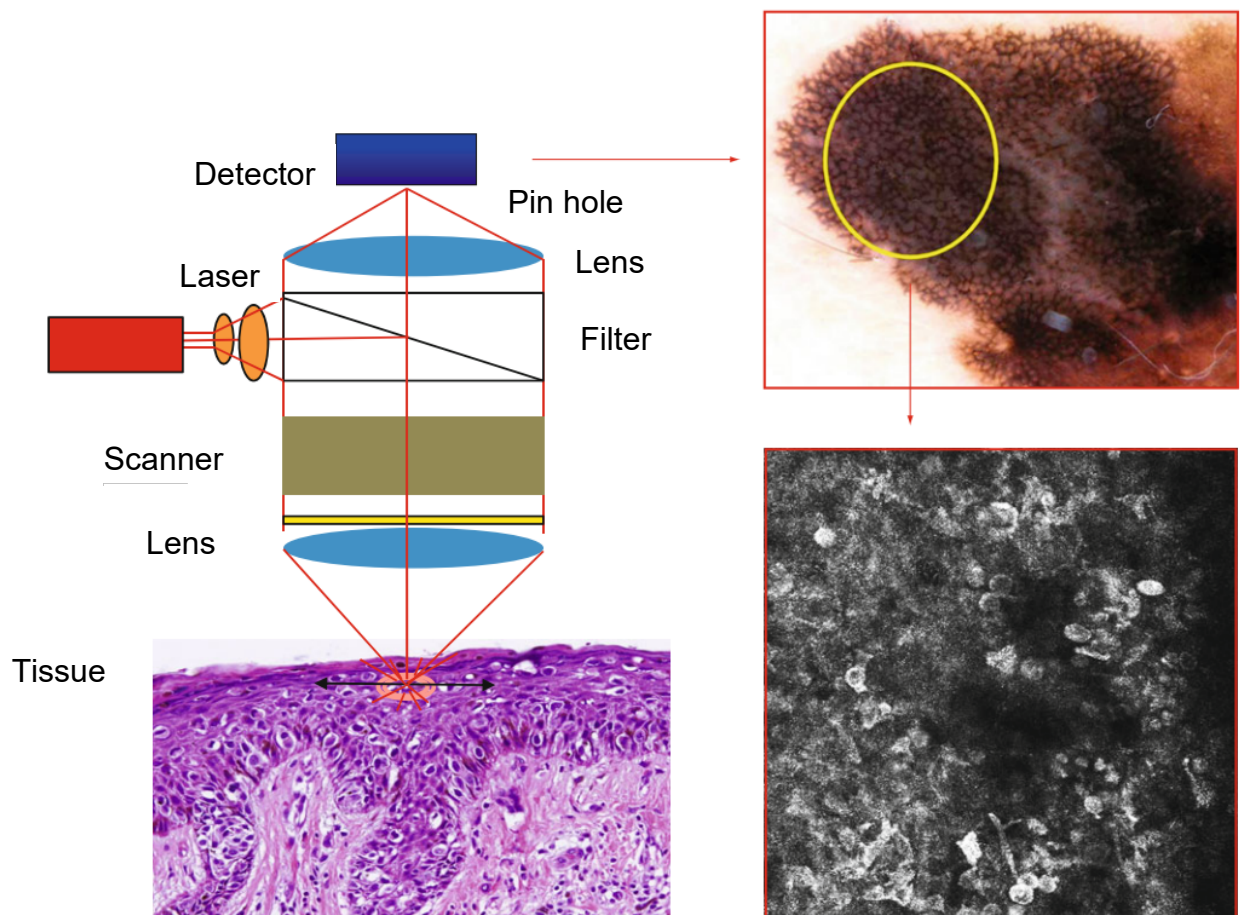 Detector
Pin hole
Lens
Laser
Filter
Scanner
Lens
Tissue